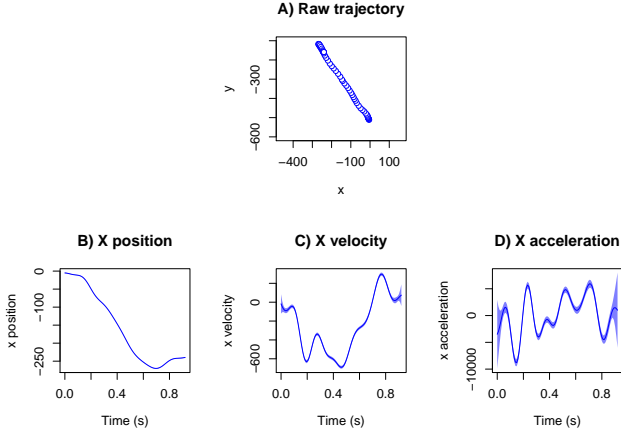 A) Raw trajectory
y
-300
-600
-400
-100
100
x
B) X position
x position
0
-100
-250
0.0
0.4
0.8
Time (s)
C) X velocity
x velocity
0
-600
0.0
0.4
0.8
Time (s)
D) X acceleration
x acceleration
0
-10000
0.0
0.4
0.8
Time (s)